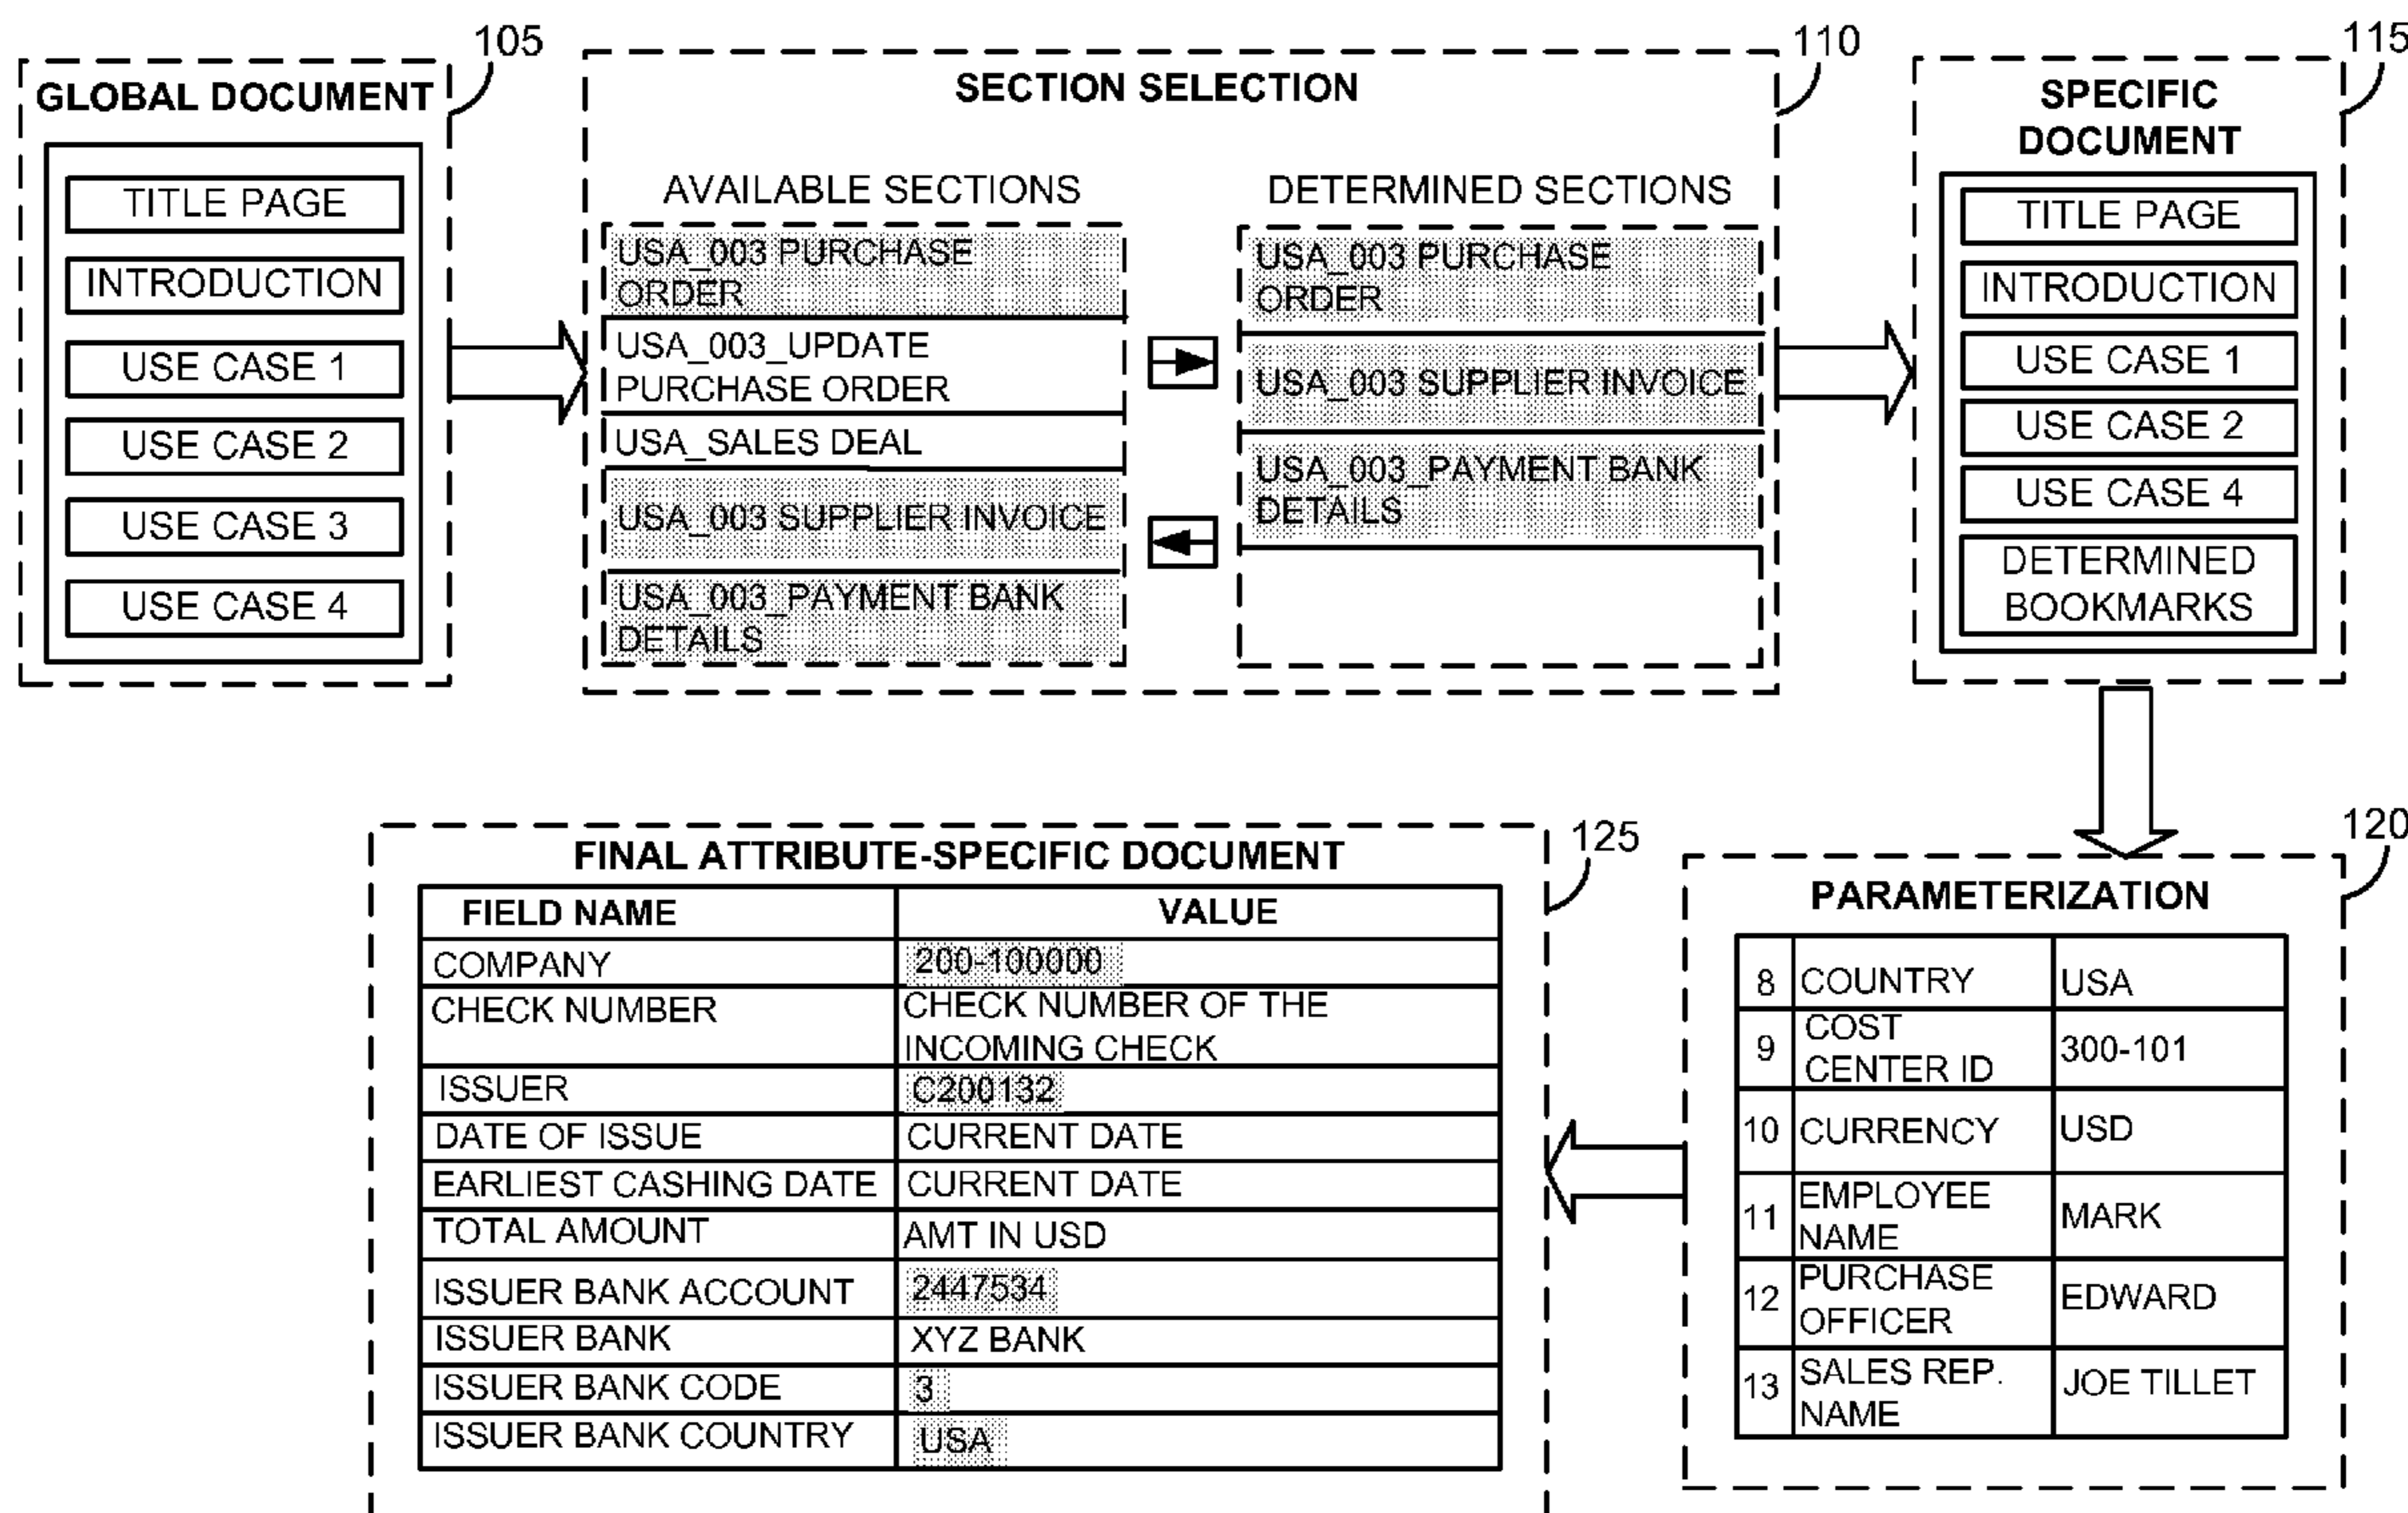 105
GLOBAL DOCUMENT
TITLE PAGE
INTRODUCTION
USE CASE 1
USE CASE 2
USE CASE 3
USE CASE 4
110
SECTION SELECTION
AVAILABLE SECTIONS
USA_003 PURCHASE
ORDER
USA_003_UPDATE
PURCHASE ORDER
USA_SALES DEAL
USA_003 SUPPLIER INVOICE
USA_003_PAYMENT BANK
DETAILS
DETERMINED SECTIONS
USA_003 PURCHASE
ORDER
USA_003 SUPPLIER INVOICE
USA_003_PAYMENT BANK
DETAILS
115
SPECIFIC
DOCUMENT
TITLE PAGE
INTRODUCTION
USE CASE 1
USE CASE 2
USE CASE 4
DETERMINED
BOOKMARKS
120
PARAMETERIZATION
8 COUNTRY USA
9 COST
CENTER ID 300-101
10 CURRENCY USD
11 EMPLOYEE
NAME MARK
12 PURCHASE
OFFICER EDWARD
13 SALES REP.
NAME JOE TILLET
125
FINAL ATTRIBUTE-SPECIFIC DOCUMENT
FIELD NAME VALUE
COMPANY 200-100000
CHECK NUMBER CHECK NUMBER OF THE
INCOMING CHECK
ISSUER C200132
DATE OF ISSUE CURRENT DATE
EARLIEST CASHING DATE CURRENT DATE
TOTAL AMOUNT AMT IN USD
ISSUER BANK ACCOUNT 2447534
ISSUER BANK XYZ BANK
ISSUER BANK CODE 3
ISSUER BANK COUNTRY USA